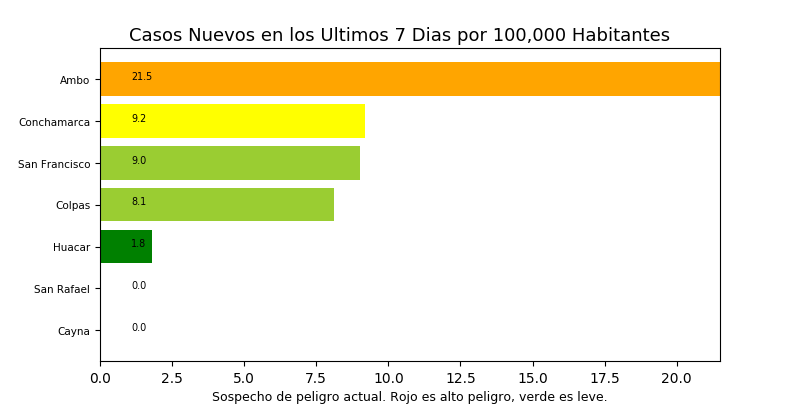 Casos Nuevos en los Ultimos 7 Dias por 100,000 Habitantes
Ambo 21.5
Conchamarca 9.2
San Francisco 9.0
Colpas 8.1
Huacar 1.8
San Rafael 0.0
Cayna 0.0
0.0 2.5 5.0 7.5 10.0 12.5 15.0 17.5 20.0
Sospecho de peligro actual. Rojo es alto peligro, verde es leve.